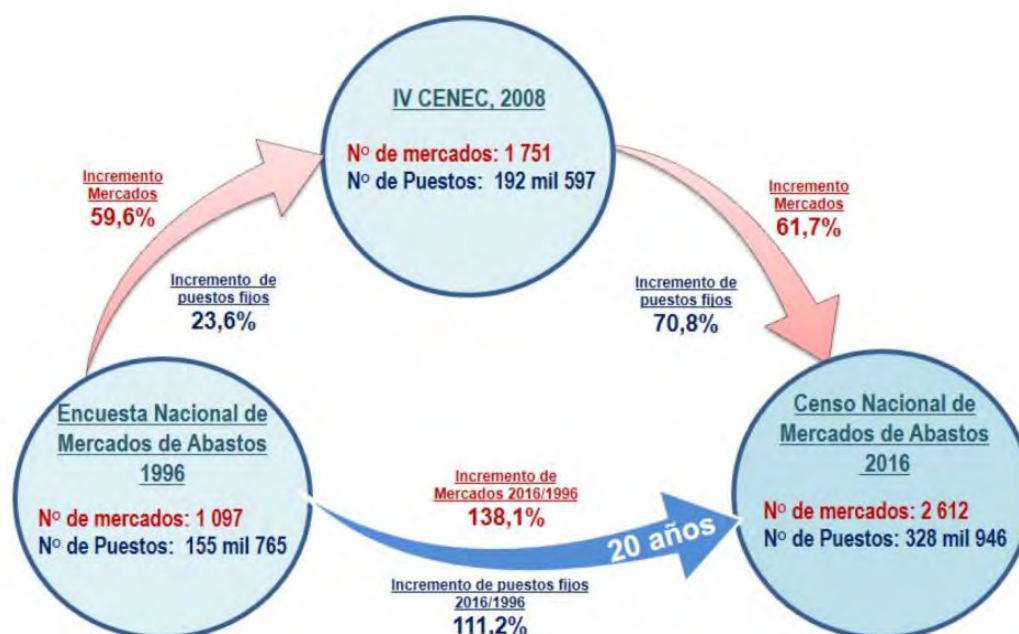 IV CENEC, 2008
Nº de mercados: 1 751
Nº de Puestos: 192 mil 597
Incremento
Mercados
59,6%
Incremento de
puestos fijos
23,6%
Incremento
Mercados
61,7%
Incremento de
puestos fijos
70,8%
Encuesta Nacional de
Mercados de Abastos
1996
Nº de mercados: 1 097
Nº de Puestos: 155 mil 765
Incremento de
Mercados 2016/1996
138,1%
20 años
Incremento de puestos fijos
2016/1996
111,2%
Censo Nacional de
Mercados de Abastos
2016
Nº de mercados: 2 612
Nº de Puestos: 328 mil 946